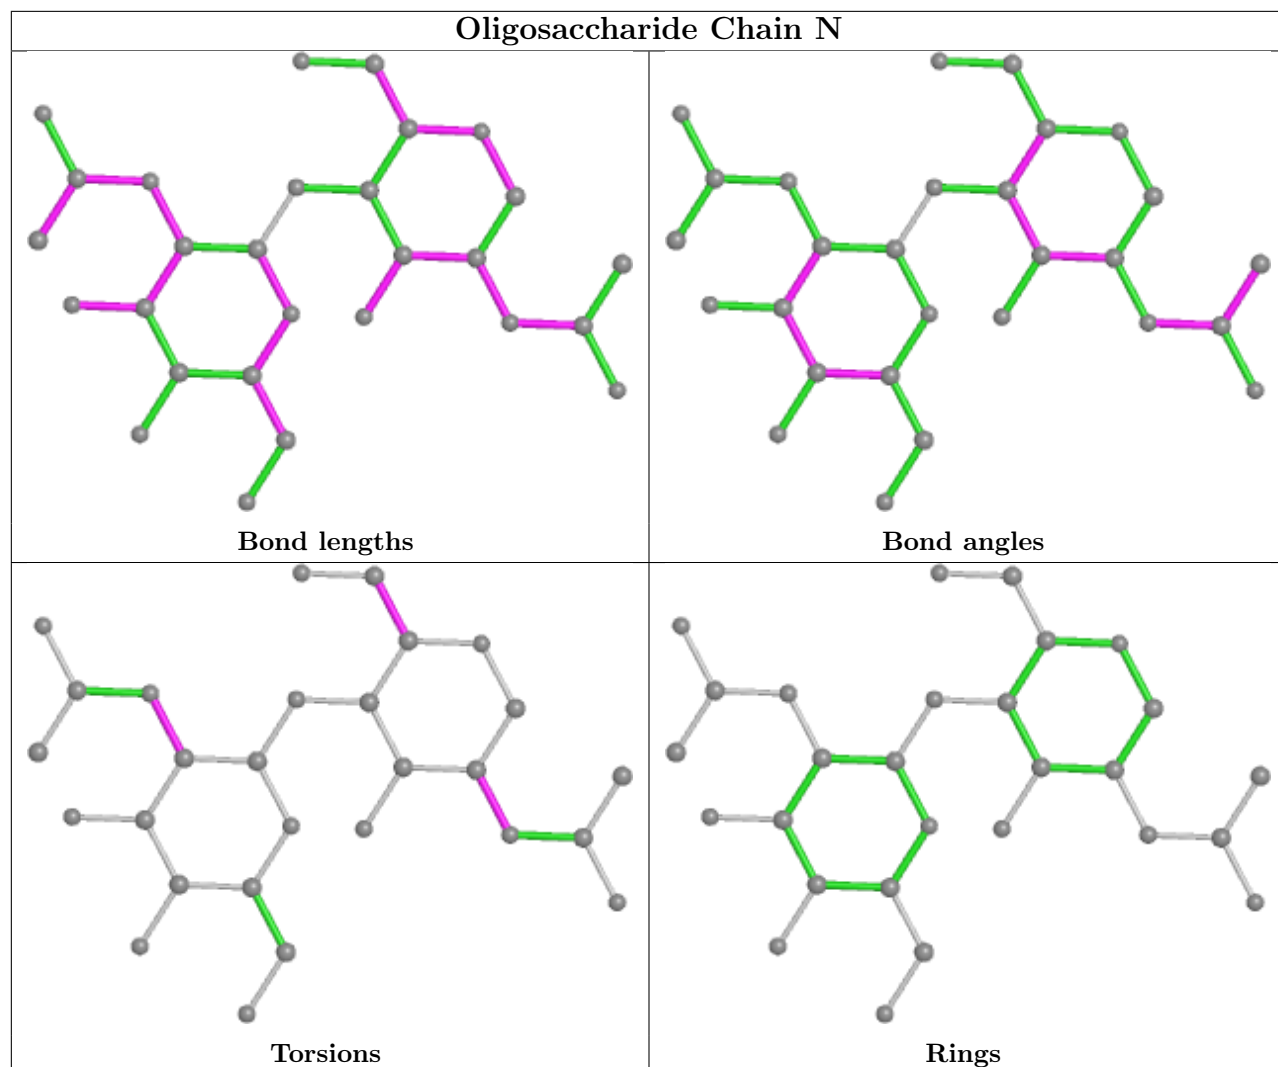 Oligosaccharide Chain N
Bond lengths
Bond angles
Torsions
Rings